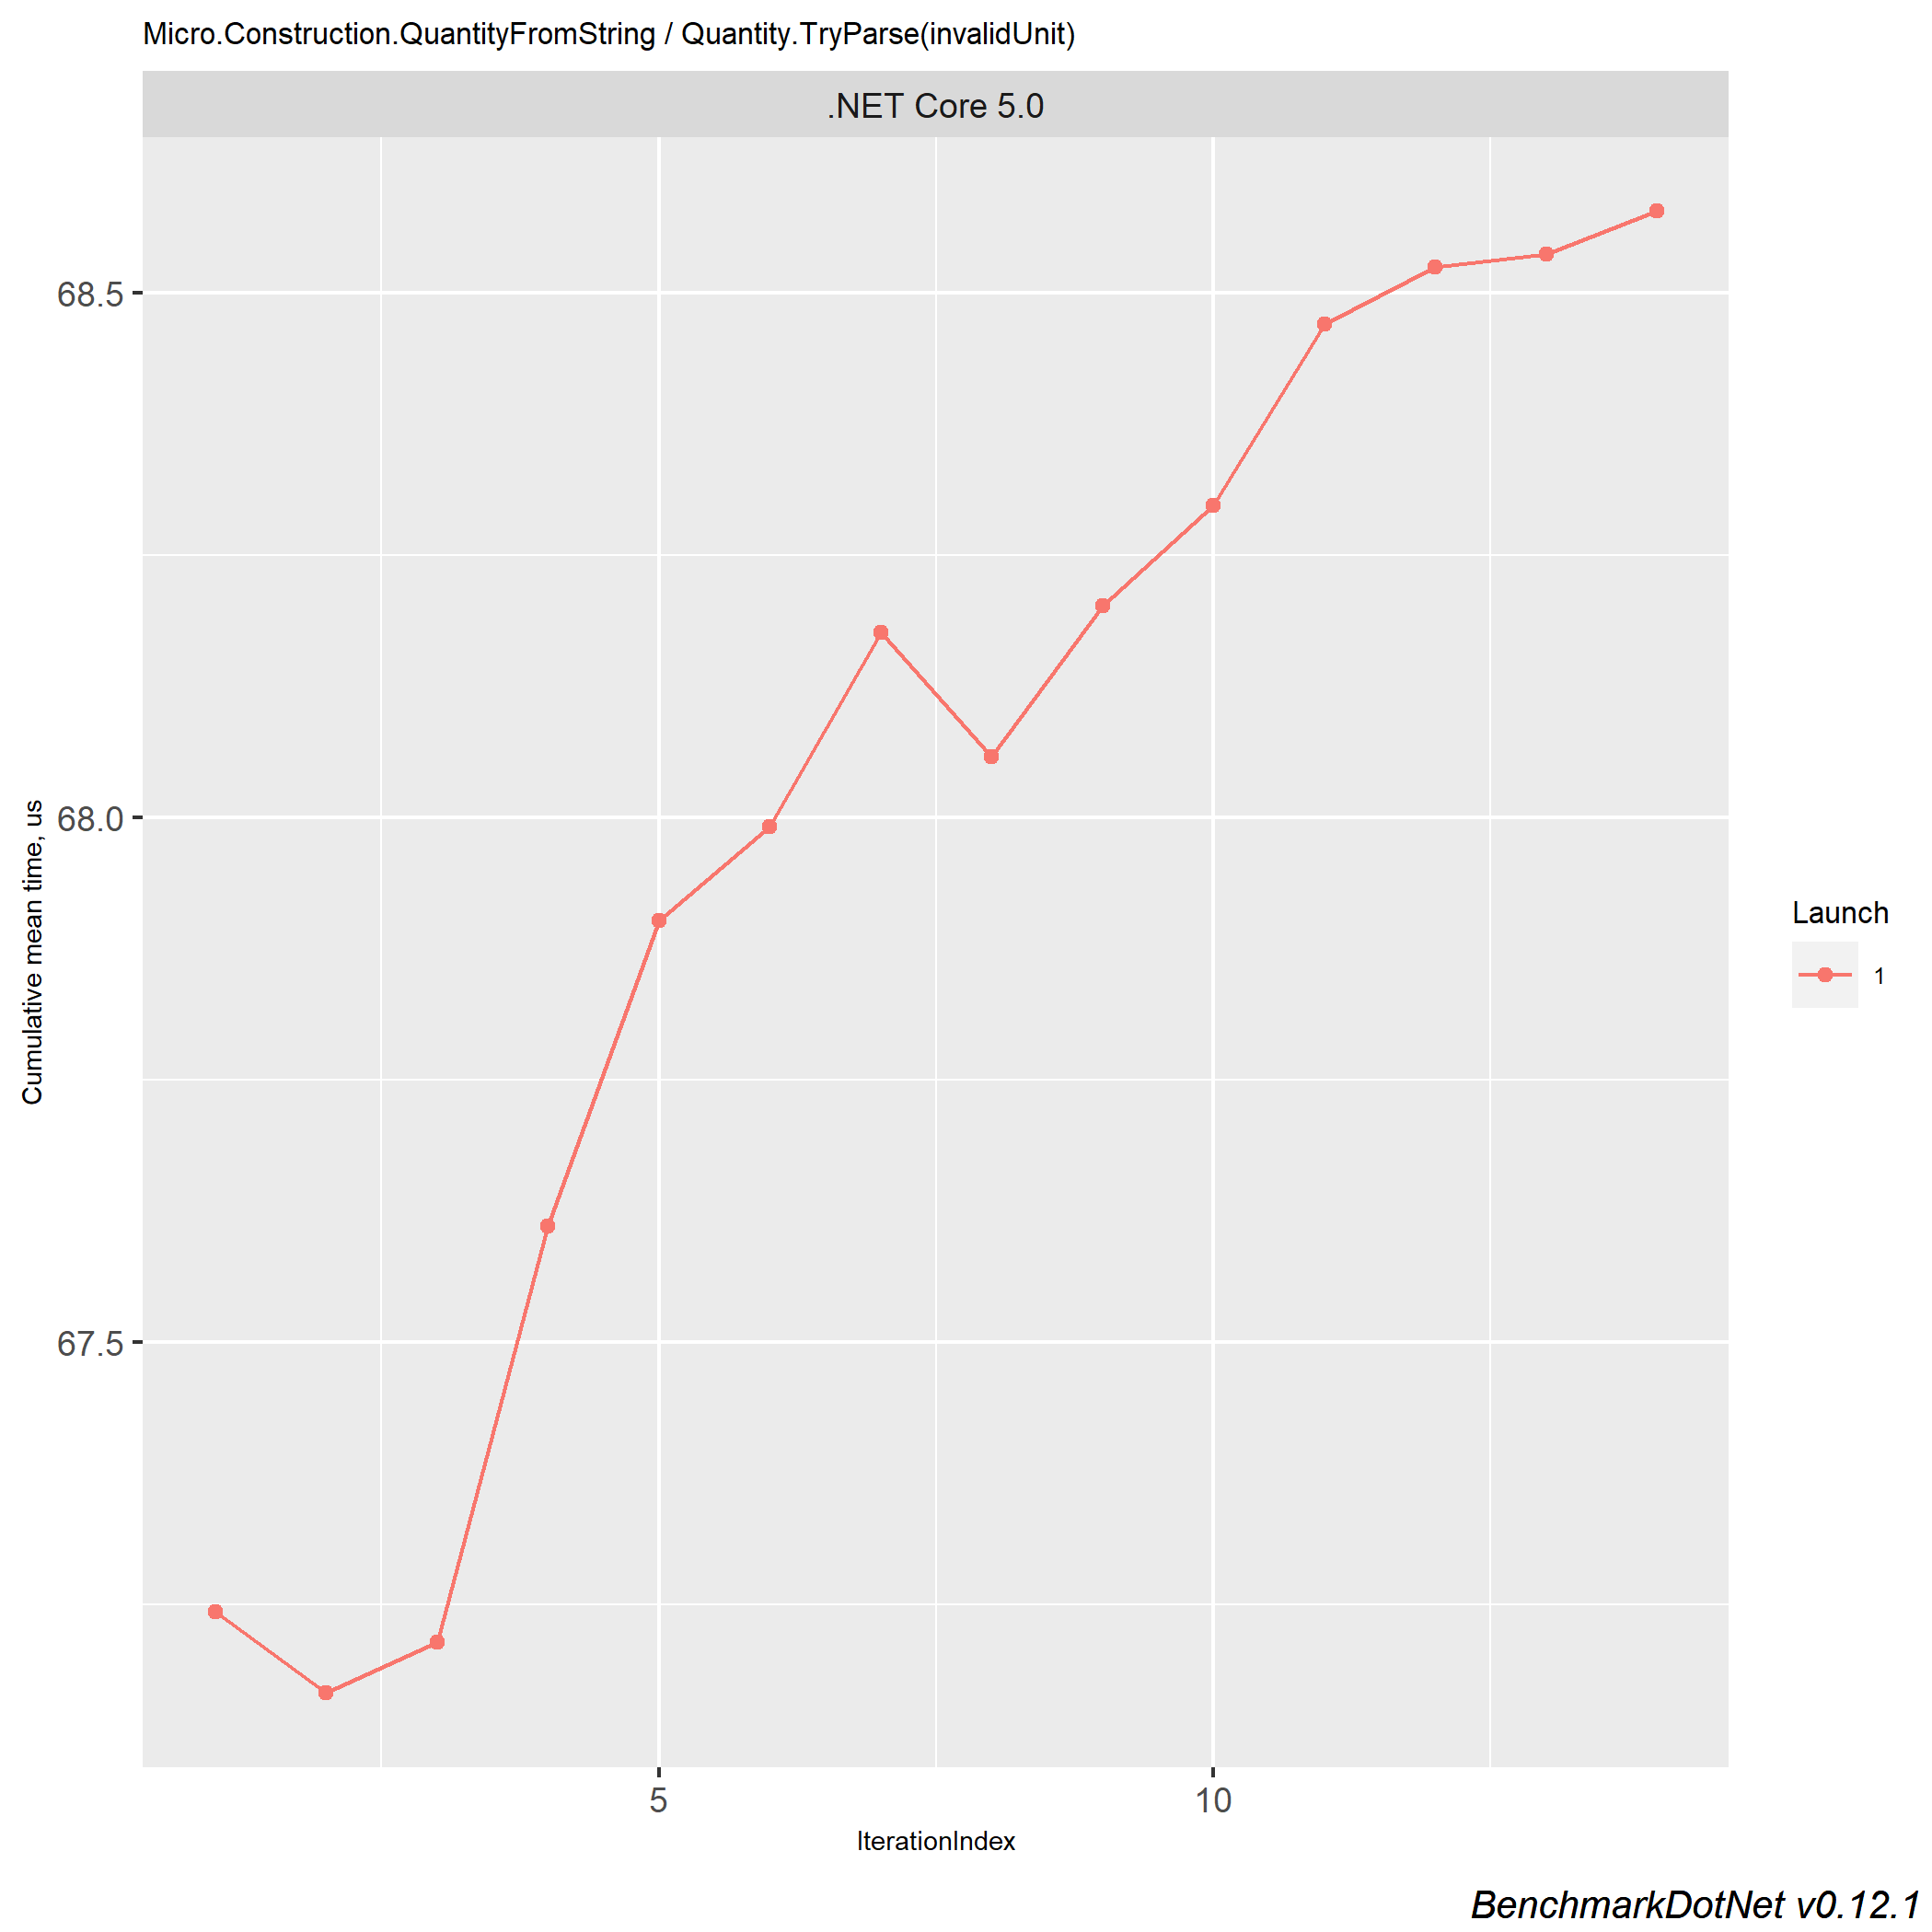 Micro.Construction.QuantityFromString / Quantity.TryParse(invalidUnit)
.NET Core 5.0
68.5
68.0
67.5
Cumulative mean time, us
5
10
IterationIndex
Launch
1
BenchmarkDotNet v0.12.1